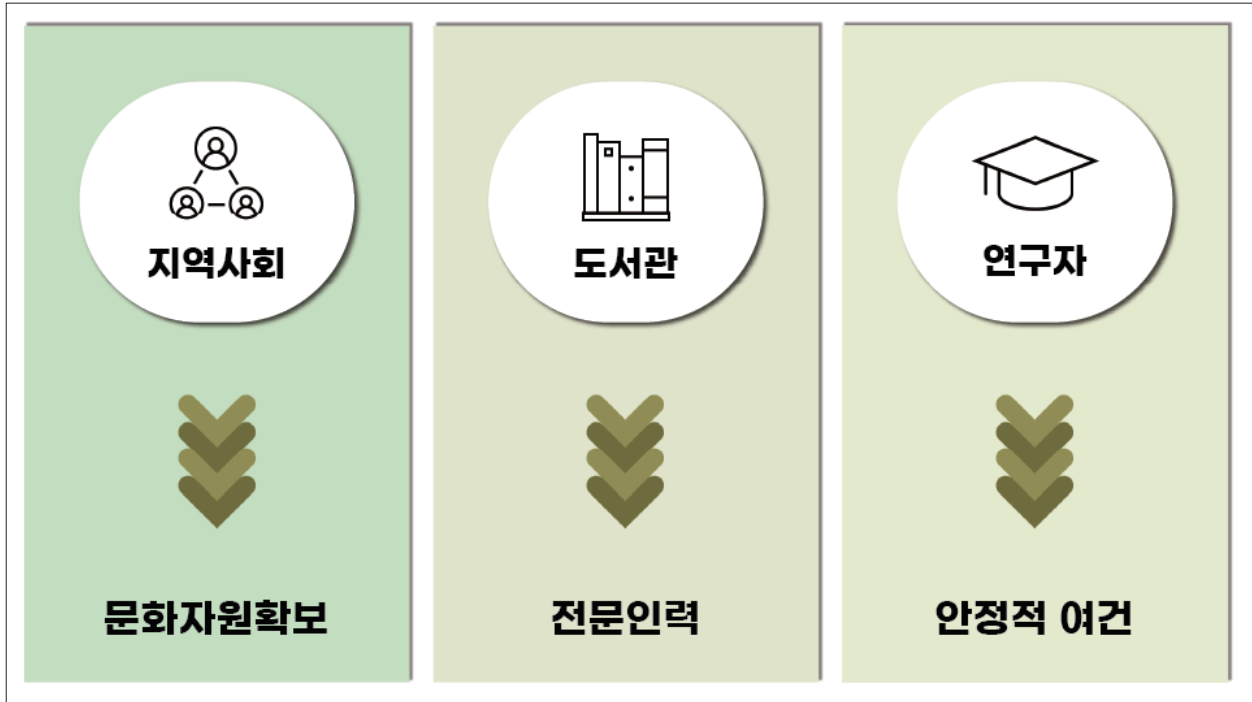 지역사회
도서관
연구자
문화자원확보
전문인력
안정적 여건